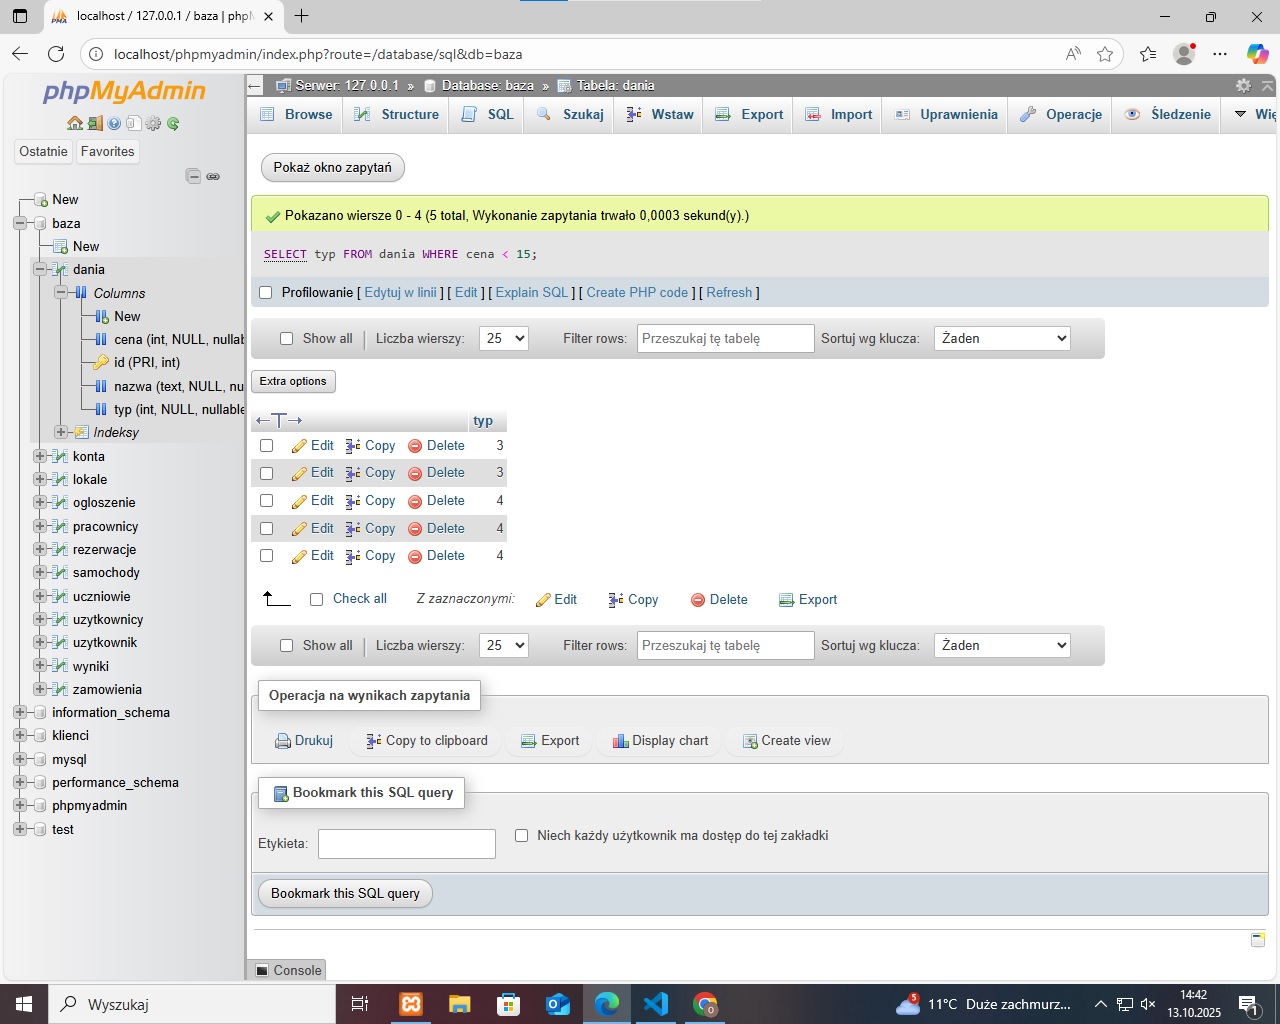 localhost / 127.0.0.1 / baza | phpM
localhost/phpmyadmin/index.php?route=/database/sql&db=baza
phpMyAdmin
Ostatnie Favorites
New
baza
New
dania
Columns
New
cena (int, NULL, nullab
id (PRI, int)
nazwa (text, NULL, nu
typ (int, NULL, nullable
Indeksy
konta
lokale
ogloszenie
pracownicy
rezerwacje
samochody
uczniowie
uzytkownicy
uzytkownik
wyniki
zamowienia
information_schema
klienci
mysql
performance_schema
phpmyadmin
test
Serwer: 127.0.0.1 » Database: baza » Tabela: dania
Browse Structure SQL Szukaj Wstaw Export Import Uprawnienia Operacje Śledzenie Wię
Pokaż okno zapytań
Pokazano wiersze 0 - 4 (5 total, Wykonanie zapytania trwało 0,0003 sekund(y).)
SELECT typ FROM dania WHERE cena < 15;
Profilowanie [ Edytuj w linii ] [ Edit ] [ Explain SQL ] [ Create PHP code ] [ Refresh ]
Show all | Liczba wierszy: 25 Filter rows: Przeszukaj tę tabelę Sortuj wg klucza: Żaden
Extra options
←T→ typ
Edit Copy Delete 3
Edit Copy Delete 3
Edit Copy Delete 4
Edit Copy Delete 4
Edit Copy Delete 4
Check all Z zaznaczonymi: Edit Copy Delete Export
Show all | Liczba wierszy: 25 Filter rows: Przeszukaj tę tabelę Sortuj wg klucza: Żaden
Operacja na wynikach zapytania
Drukuj Copy to clipboard Export Display chart Create view
Bookmark this SQL query
Etykieta: Niech każdy użytkownik ma dostęp do tej zakładki
Bookmark this SQL query
Console
Wyszukaj
5 11°C Duże zachmurz...
14:42
13.10.2025
1